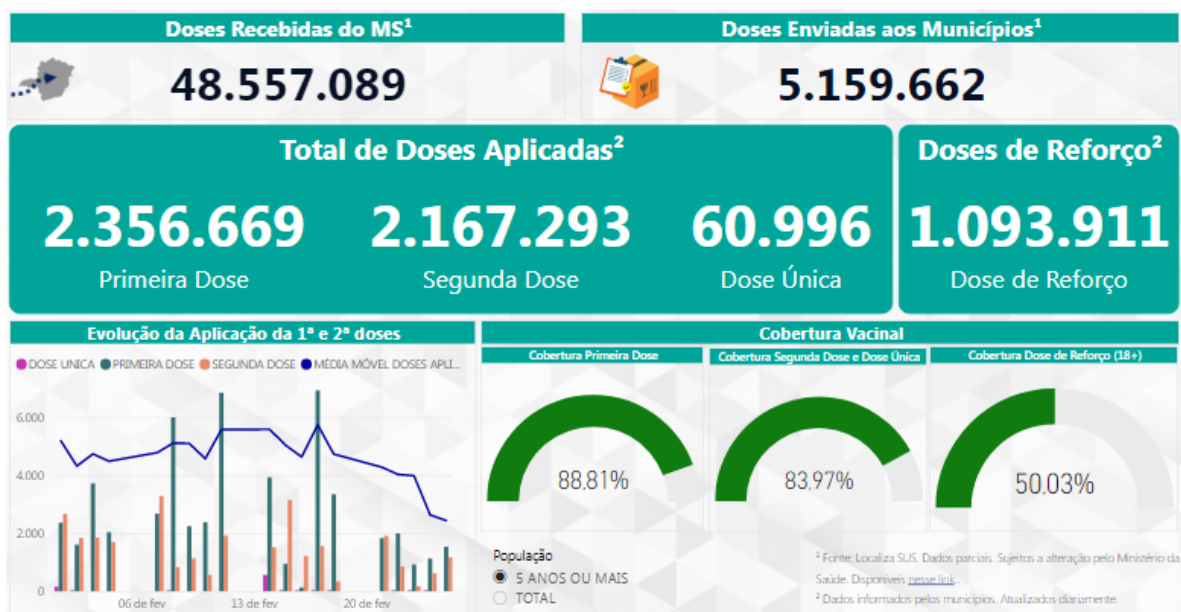 Doses Recebidas do MS¹
48.557.089
Doses Enviadas aos Municípios¹
5.159.662
Total de Doses Aplicadas²
2.356.669
Primeira Dose
2.167.293
Segunda Dose
60.996
Dose Única
Doses de Reforço²
1.093.911
Dose de Reforço
Evolução da Aplicação da 1ª e 2ª doses
DOSE UNICA PRIMEIRA DOSE SEGUNDA DOSE MÉDIA MÓVEL DOSES APLI...
6.000
4.000
2.000
0
06 de fev 13 de fev 20 de fev
Cobertura Vacinal
Cobertura Primeira Dose
88,81%
Cobertura Segunda Dose e Dose Única
83,97%
Cobertura Dose de Reforço (18+)
50,03%
População
5 ANOS OU MAIS
TOTAL
¹ Fonte: Localiza SUS. Dados parciais. Sujeitos a alteração pelo Ministério da
Saúde. Disponíveis nesse link.
² Dados informados pelos municípios. Atualizados diariamente.